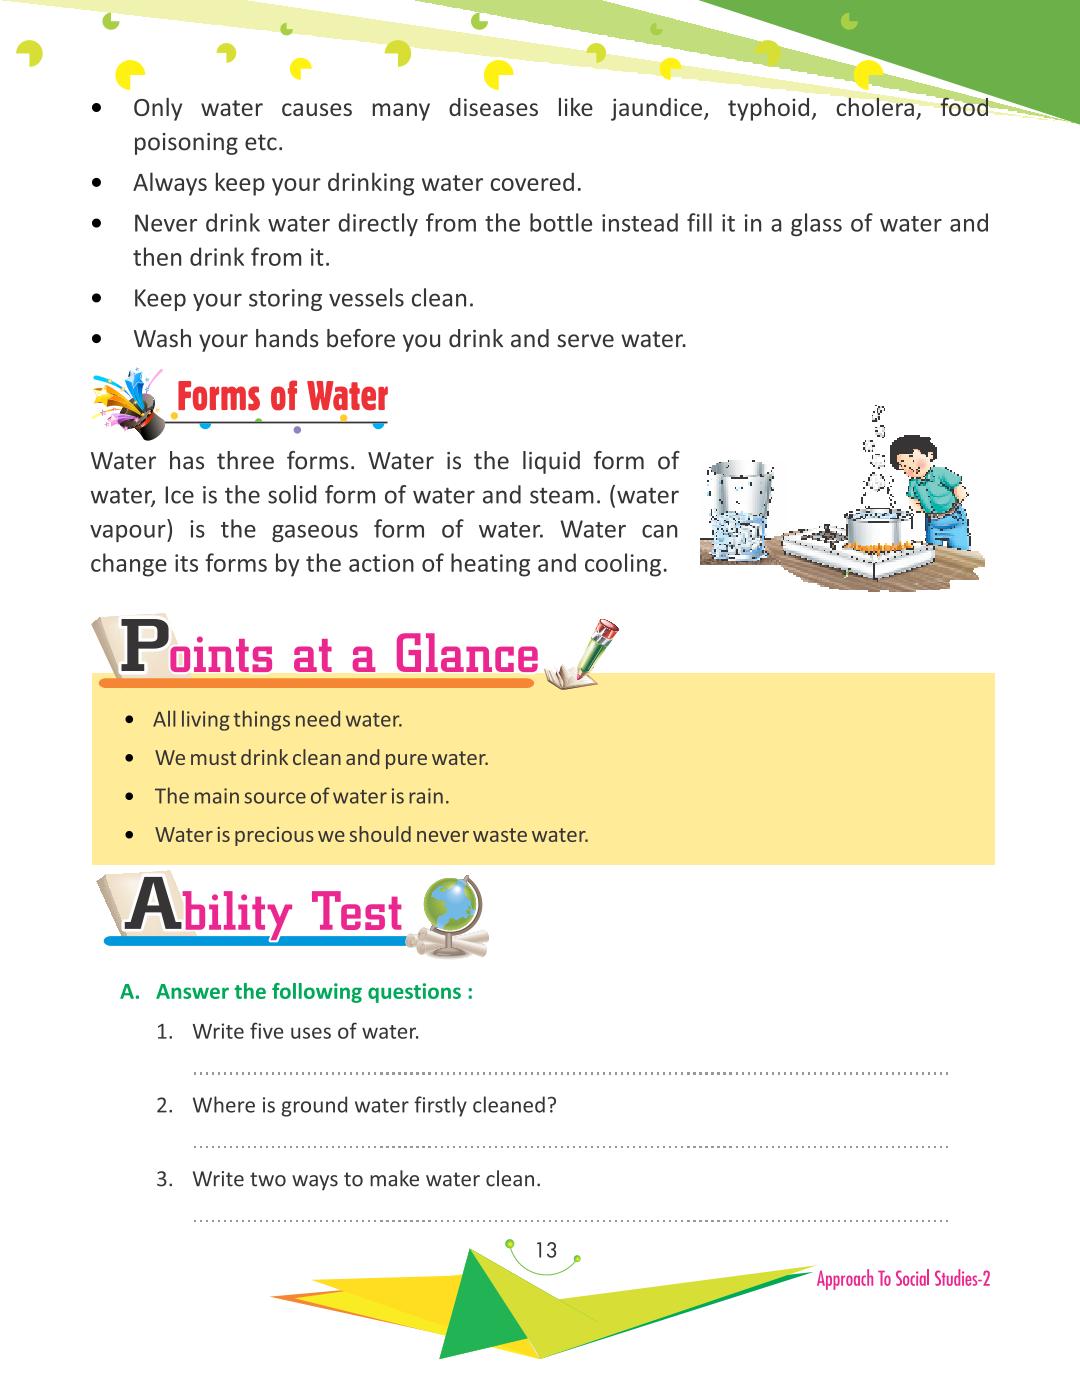 • Only water causes many diseases like jaundice, typhoid, cholera, food
poisoning etc.
• Always keep your drinking water covered.
• Never drink water directly from the bottle instead fill it in a glass of water and
then drink from it.
• Keep your storing vessels clean.
• Wash your hands before you drink and serve water.
Forms of Water
Water has three forms. Water is the liquid form of
water, Ice is the solid form of water and steam. (water
vapour) is the gaseous form of water. Water can
change its forms by the action of heating and cooling.
Points at a Glance
• All living things need water.
• We must drink clean and pure water.
• The main source of water is rain.
• Water is precious we should never waste water.
Ability Test
A. Answer the following questions :
1. Write five uses of water.
2. Where is ground water firstly cleaned?
3. Write two ways to make water clean.
13
Approach To Social Studies-2